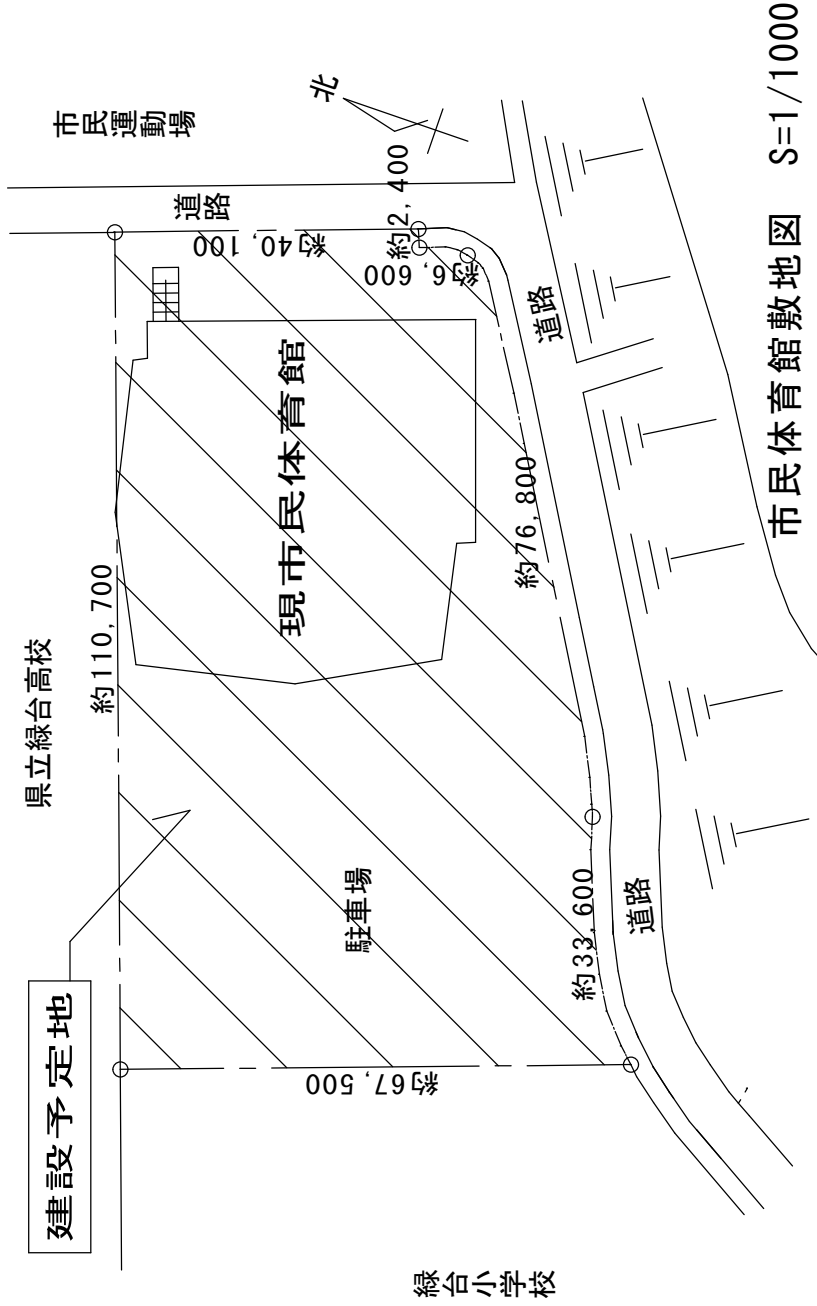 市民体育館敷地図 S=1/1000
北
市民
運動場
道路
約40,100
約2,400
約6,600
県立緑台高校
約110,700
現市民体育館
約76,800
道路
建設予定地
駐車場
約33,600
道路
約67,500
緑台
小学校